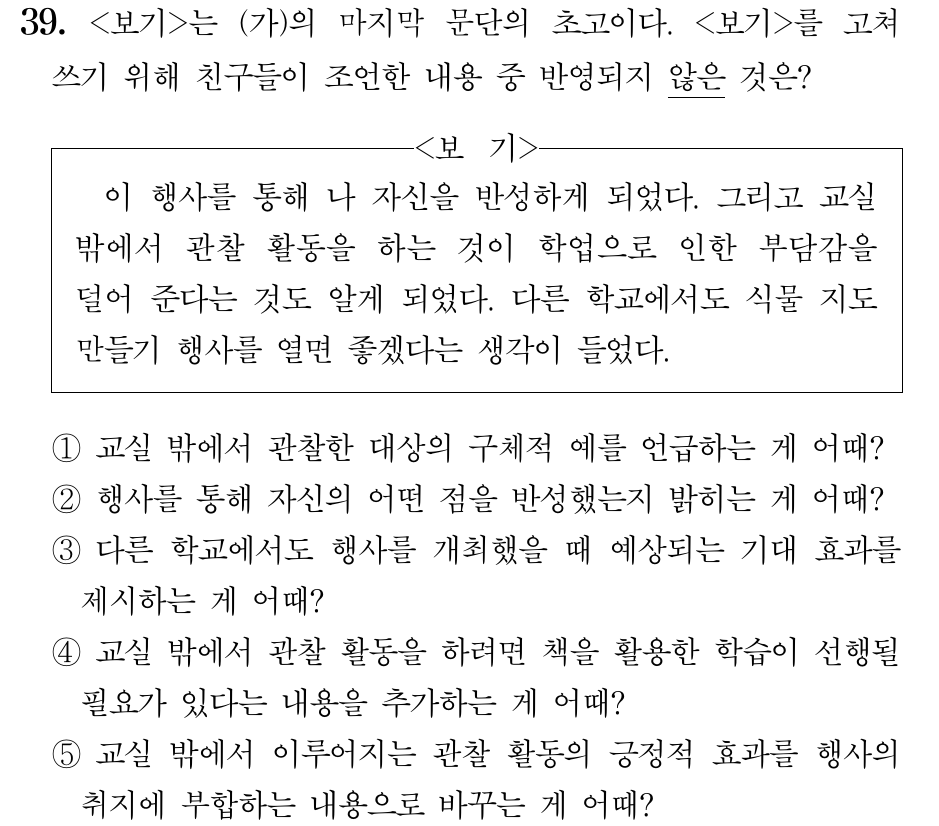 39. <보기>는 (가)의 마지막 문단의 초고이다. <보기>를 고쳐
쓰기 위해 친구들이 조언한 내용 중 반영되지 않은 것은?
<보 기>
이 행사를 통해 나 자신을 반성하게 되었다. 그리고 교실
밖에서 관찰 활동을 하는 것이 학업으로 인한 부담감을
덜어 준다는 것도 알게 되었다. 다른 학교에서도 식물 지도
만들기 행사를 열면 좋겠다는 생각이 들었다.
① 교실 밖에서 관찰한 대상의 구체적 예를 언급하는 게 어때?
② 행사를 통해 자신의 어떤 점을 반성했는지 밝히는 게 어때?
③ 다른 학교에서도 행사를 개최했을 때 예상되는 기대 효과를
제시하는 게 어때?
④ 교실 밖에서 관찰 활동을 하려면 책을 활용한 학습이 선행될
필요가 있다는 내용을 추가하는 게 어때?
⑤ 교실 밖에서 이루어지는 관찰 활동의 긍정적 효과를 행사의
취지에 부합하는 내용으로 바꾸는 게 어때?